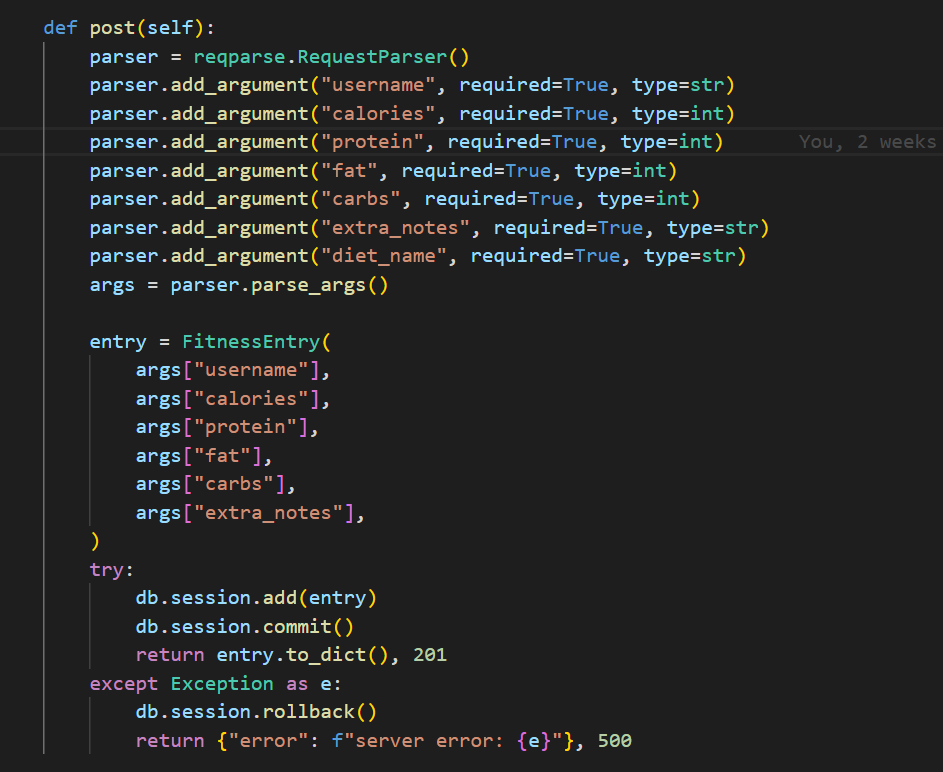 def post(self):
    parser = reqparse.RequestParser()
    parser.add_argument("username", required=True, type=str)
    parser.add_argument("calories", required=True, type=int)
    parser.add_argument("protein", required=True, type=int)    You, 2 weeks
    parser.add_argument("fat", required=True, type=int)
    parser.add_argument("carbs", required=True, type=int)
    parser.add_argument("extra_notes", required=True, type=str)
    parser.add_argument("diet_name", required=True, type=str)
    args = parser.parse_args()

    entry = FitnessEntry(
        args["username"],
        args["calories"],
        args["protein"],
        args["fat"],
        args["carbs"],
        args["extra_notes"],
    )
    try:
        db.session.add(entry)
        db.session.commit()
        return entry.to_dict(), 201
    except Exception as e:
        db.session.rollback()
        return {"error": f"server error: {e}"}, 500